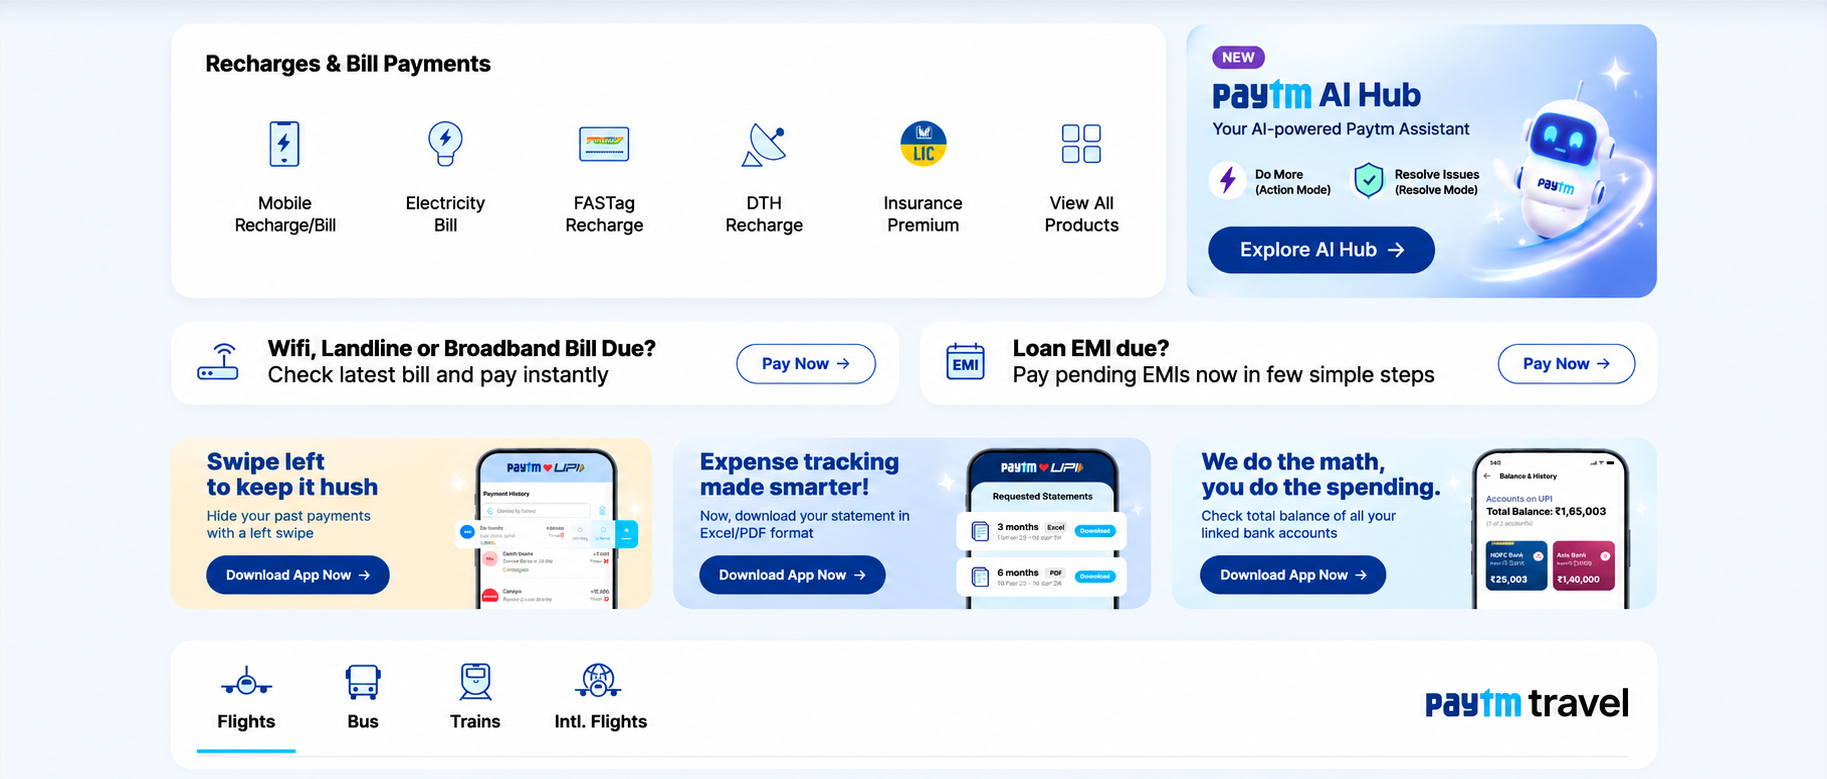 Recharges & Bill Payments
Mobile
Recharge/Bill
Electricity
Bill
FASTag
Recharge
DTH
Recharge
LIC
Insurance
Premium
View All
Products
NEW
paytm AI Hub
Your AI-powered Paytm Assistant
Do More
(Action Mode)
Resolve Issues
(Resolve Mode)
paytm
Explore AI Hub →
Wifi, Landline or Broadband Bill Due?
Check latest bill and pay instantly
Pay Now →
EMI
Loan EMI due?
Pay pending EMIs now in few simple steps
Pay Now →
Swipe left
to keep it hush
Hide your past payments
with a left swipe
Download App Now →
paytm UPI
Payment History
Expense tracking
made smarter!
Now, download your statement in
Excel/PDF format
Download App Now →
paytm UPI
Requested Statements
3 months Excel
Download
6 months PDF
Download
We do the math,
you do the spending.
Check total balance of all your
linked bank accounts
Download App Now →
Balance & History
Accounts on UPI
Total Balance: ₹1,65,003
HDFC Bank
₹25,003
Axis Bank
₹1,40,000
Flights
Bus
Trains
Intl. Flights
paytm travel